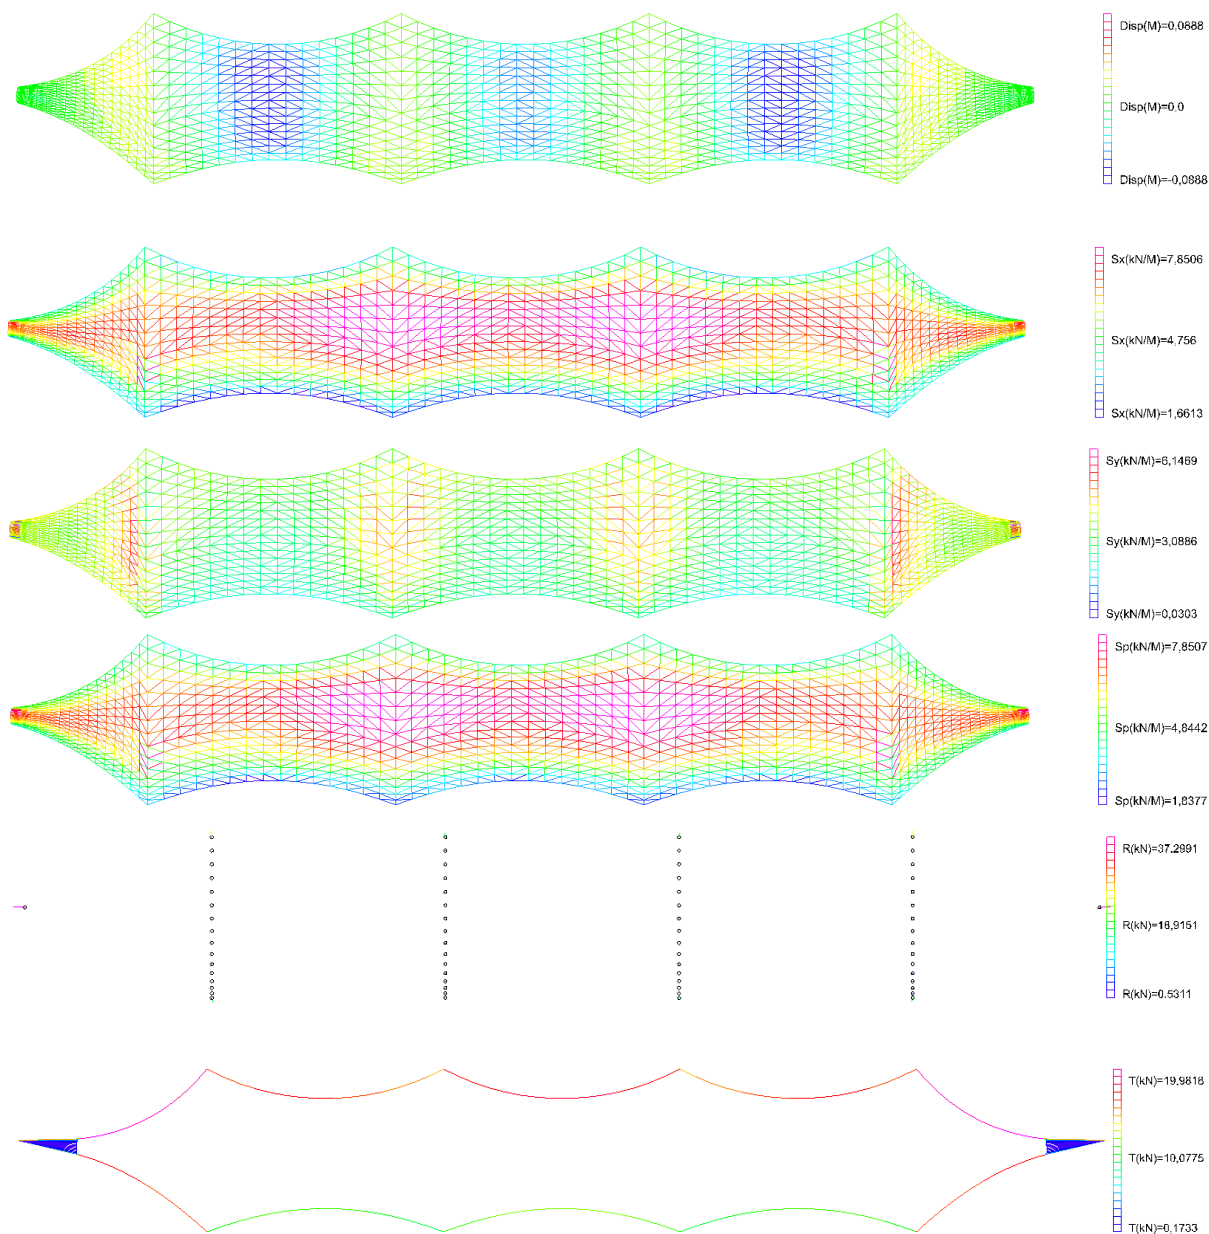 Disp(M)=0,0888
Disp(M)=0,0
Disp(M)=-0,0888
Sx(kN/M)=7,8506
Sx(kN/M)=4,756
Sx(kN/M)=1,6613
Sy(kN/M)=6,1469
Sy(kN/M)=3,0886
Sy(kN/M)=0,0303
Sp(kN/M)=7,8507
Sp(kN/M)=4,8442
Sp(kN/M)=1,8377
R(kN)=37.2991
R(kN)=18,9151
R(kN)=0.5311
T(kN)=19,9818
T(kN)=10,0775
T(kN)=0,1733